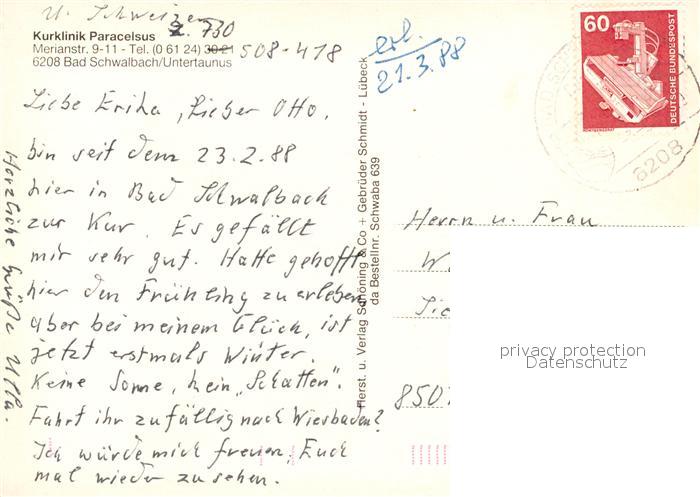 U. Schweizer
Z. 730
Kurklinik Paracelsus
Merianstr. 9-11 - Tel. (0 61 24) 3021 508-418
6208 Bad Schwalbach/Untertaunus
Liebe Erika, Lieber Otto,
bin seit dem 23.2.88
hier in Bad Schwalbach
zur Kur. Es gefällt
mir sehr gut. Hatte gehofft
hier den Frühling zu erleben
aber bei meinem Glück, ist
jetzt erstmals Winter.
Keine Sonne, kein „Schatten".
Fahrt ihr zufällig nach Wiesbaden?
Ich würde mich freuen, Euch
mal wieder zu sehen.
Herzliche Grüße Ulla.
erh.
21.3.88
Herst. u. Verlag Schöning & Co + Gebrüder Schmidt - Lübeck
da Bestellnr. Schwaba 639
60
DEUTSCHE BUNDESPOST
RÖNTGENGERÄT
6208
Herrn u. Frau
850
privacy protection
Datenschutz